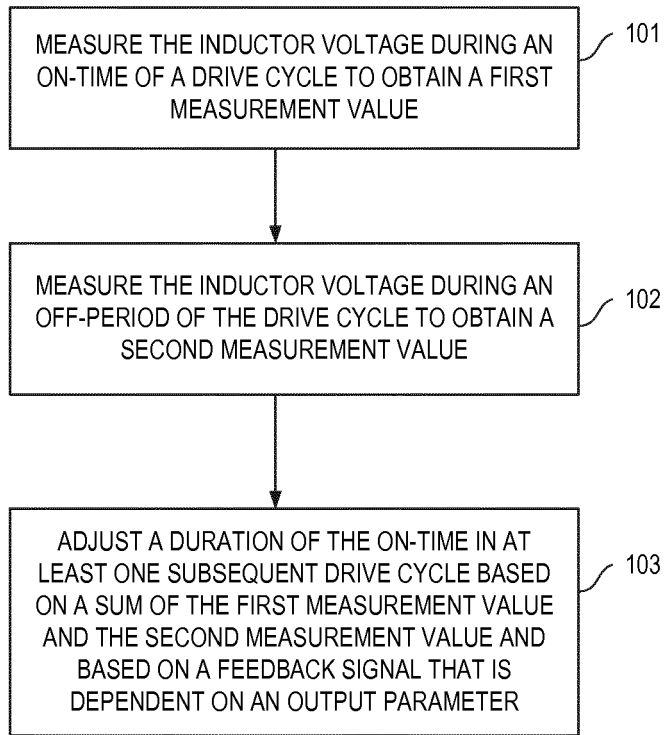 MEASURE THE INDUCTOR VOLTAGE DURING AN
ON-TIME OF A DRIVE CYCLE TO OBTAIN A FIRST
MEASUREMENT VALUE
101
MEASURE THE INDUCTOR VOLTAGE DURING AN
OFF-PERIOD OF THE DRIVE CYCLE TO OBTAIN A
SECOND MEASUREMENT VALUE
102
ADJUST A DURATION OF THE ON-TIME IN AT
LEAST ONE SUBSEQUENT DRIVE CYCLE BASED
ON A SUM OF THE FIRST MEASUREMENT VALUE
AND THE SECOND MEASUREMENT VALUE AND
BASED ON A FEEDBACK SIGNAL THAT IS
DEPENDENT ON AN OUTPUT PARAMETER
103